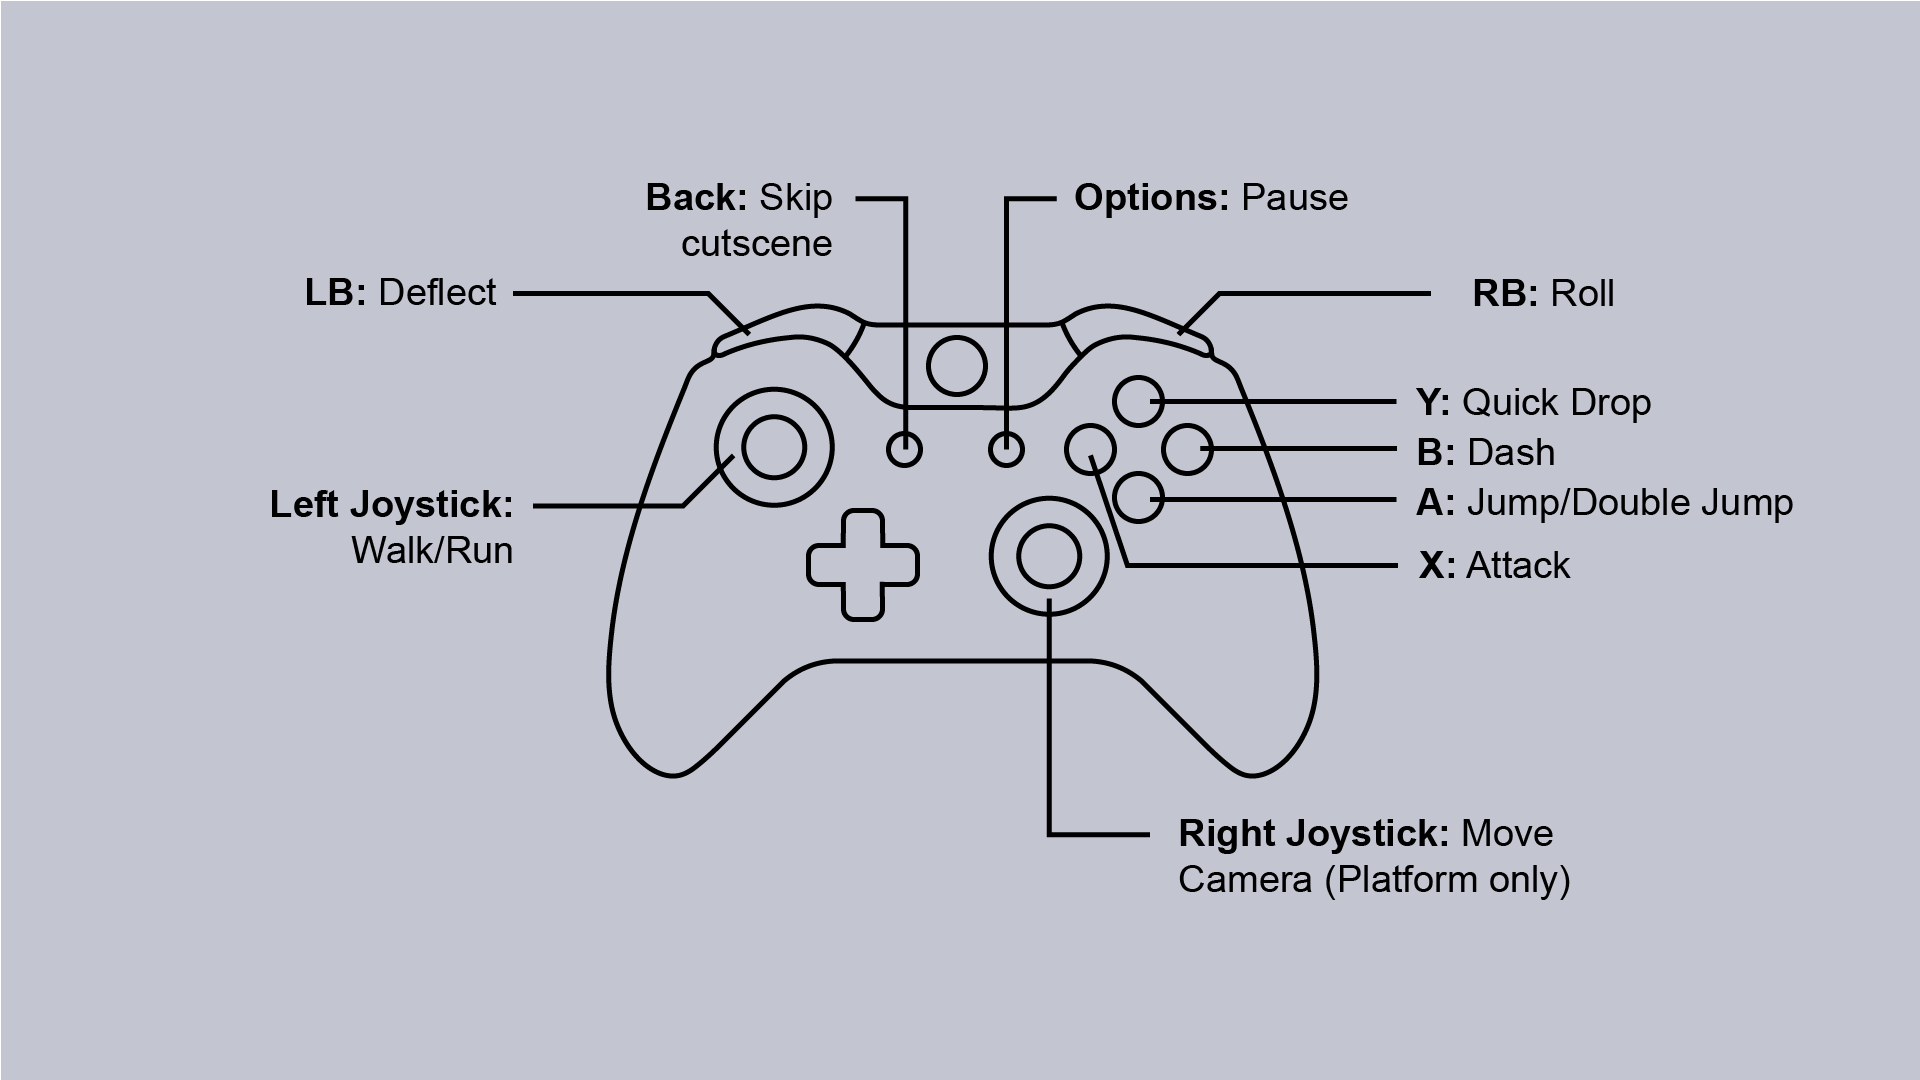 Back: Skip
cutscene
Options: Pause
LB: Deflect
RB: Roll
Y: Quick Drop
B: Dash
A: Jump/Double Jump
X: Attack
Left Joystick:
Walk/Run
Right Joystick: Move
Camera (Platform only)